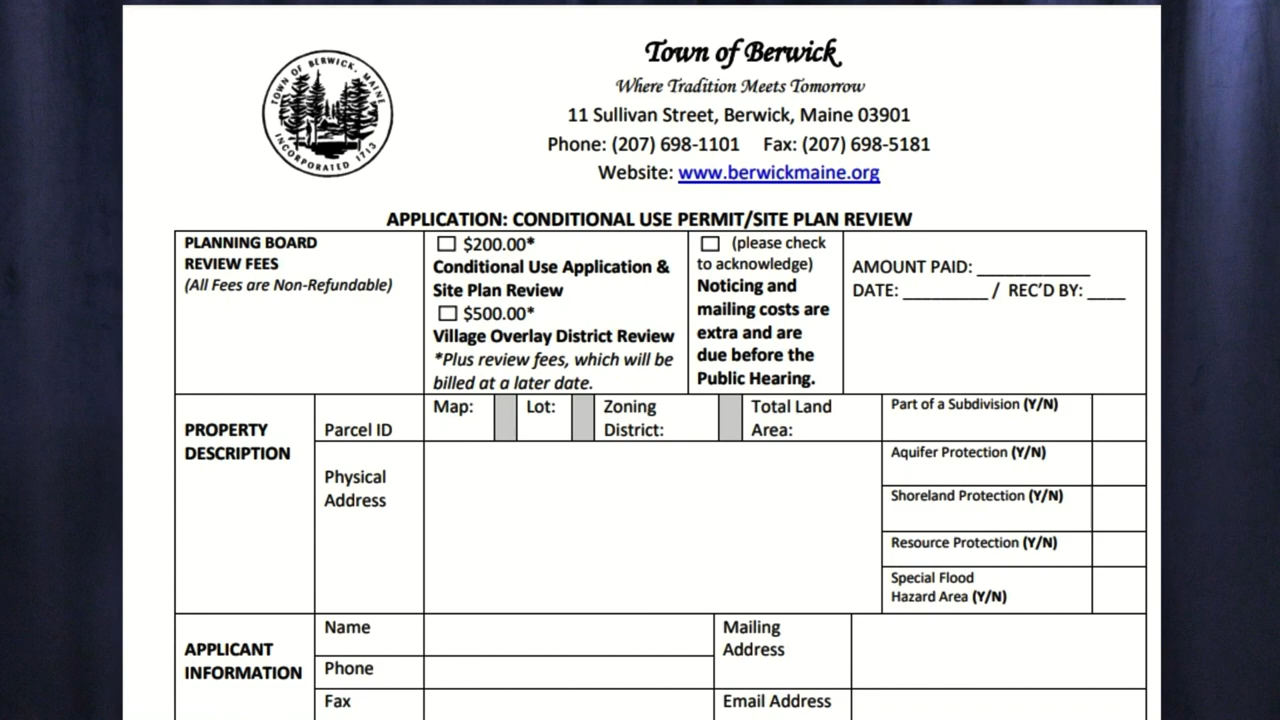 TOWN OF BERWICK, MAINE
INCORPORATED 1713
Town of Berwick
Where Tradition Meets Tomorrow
11 Sullivan Street, Berwick, Maine 03901
Phone: (207) 698-1101 Fax: (207) 698-5181
Website: www.berwickmaine.org
APPLICATION: CONDITIONAL USE PERMIT/SITE PLAN REVIEW
PLANNING BOARD
REVIEW FEES
(All Fees are Non-Refundable)
☐ $200.00*
Conditional Use Application &
Site Plan Review
☐ $500.00*
Village Overlay District Review
*Plus review fees, which will be
billed at a later date.
☐ (please check
to acknowledge)
Noticing and
mailing costs are
extra and are
due before the
Public Hearing.
AMOUNT PAID: ____________
DATE: _________ / REC'D BY: ____
PROPERTY
DESCRIPTION
Parcel ID
Map:
Lot:
Zoning
District:
Total Land
Area:
Part of a Subdivision (Y/N)
Physical
Address
Aquifer Protection (Y/N)
Shoreland Protection (Y/N)
Resource Protection (Y/N)
Special Flood
Hazard Area (Y/N)
APPLICANT
INFORMATION
Name
Mailing
Address
Phone
Fax
Email Address